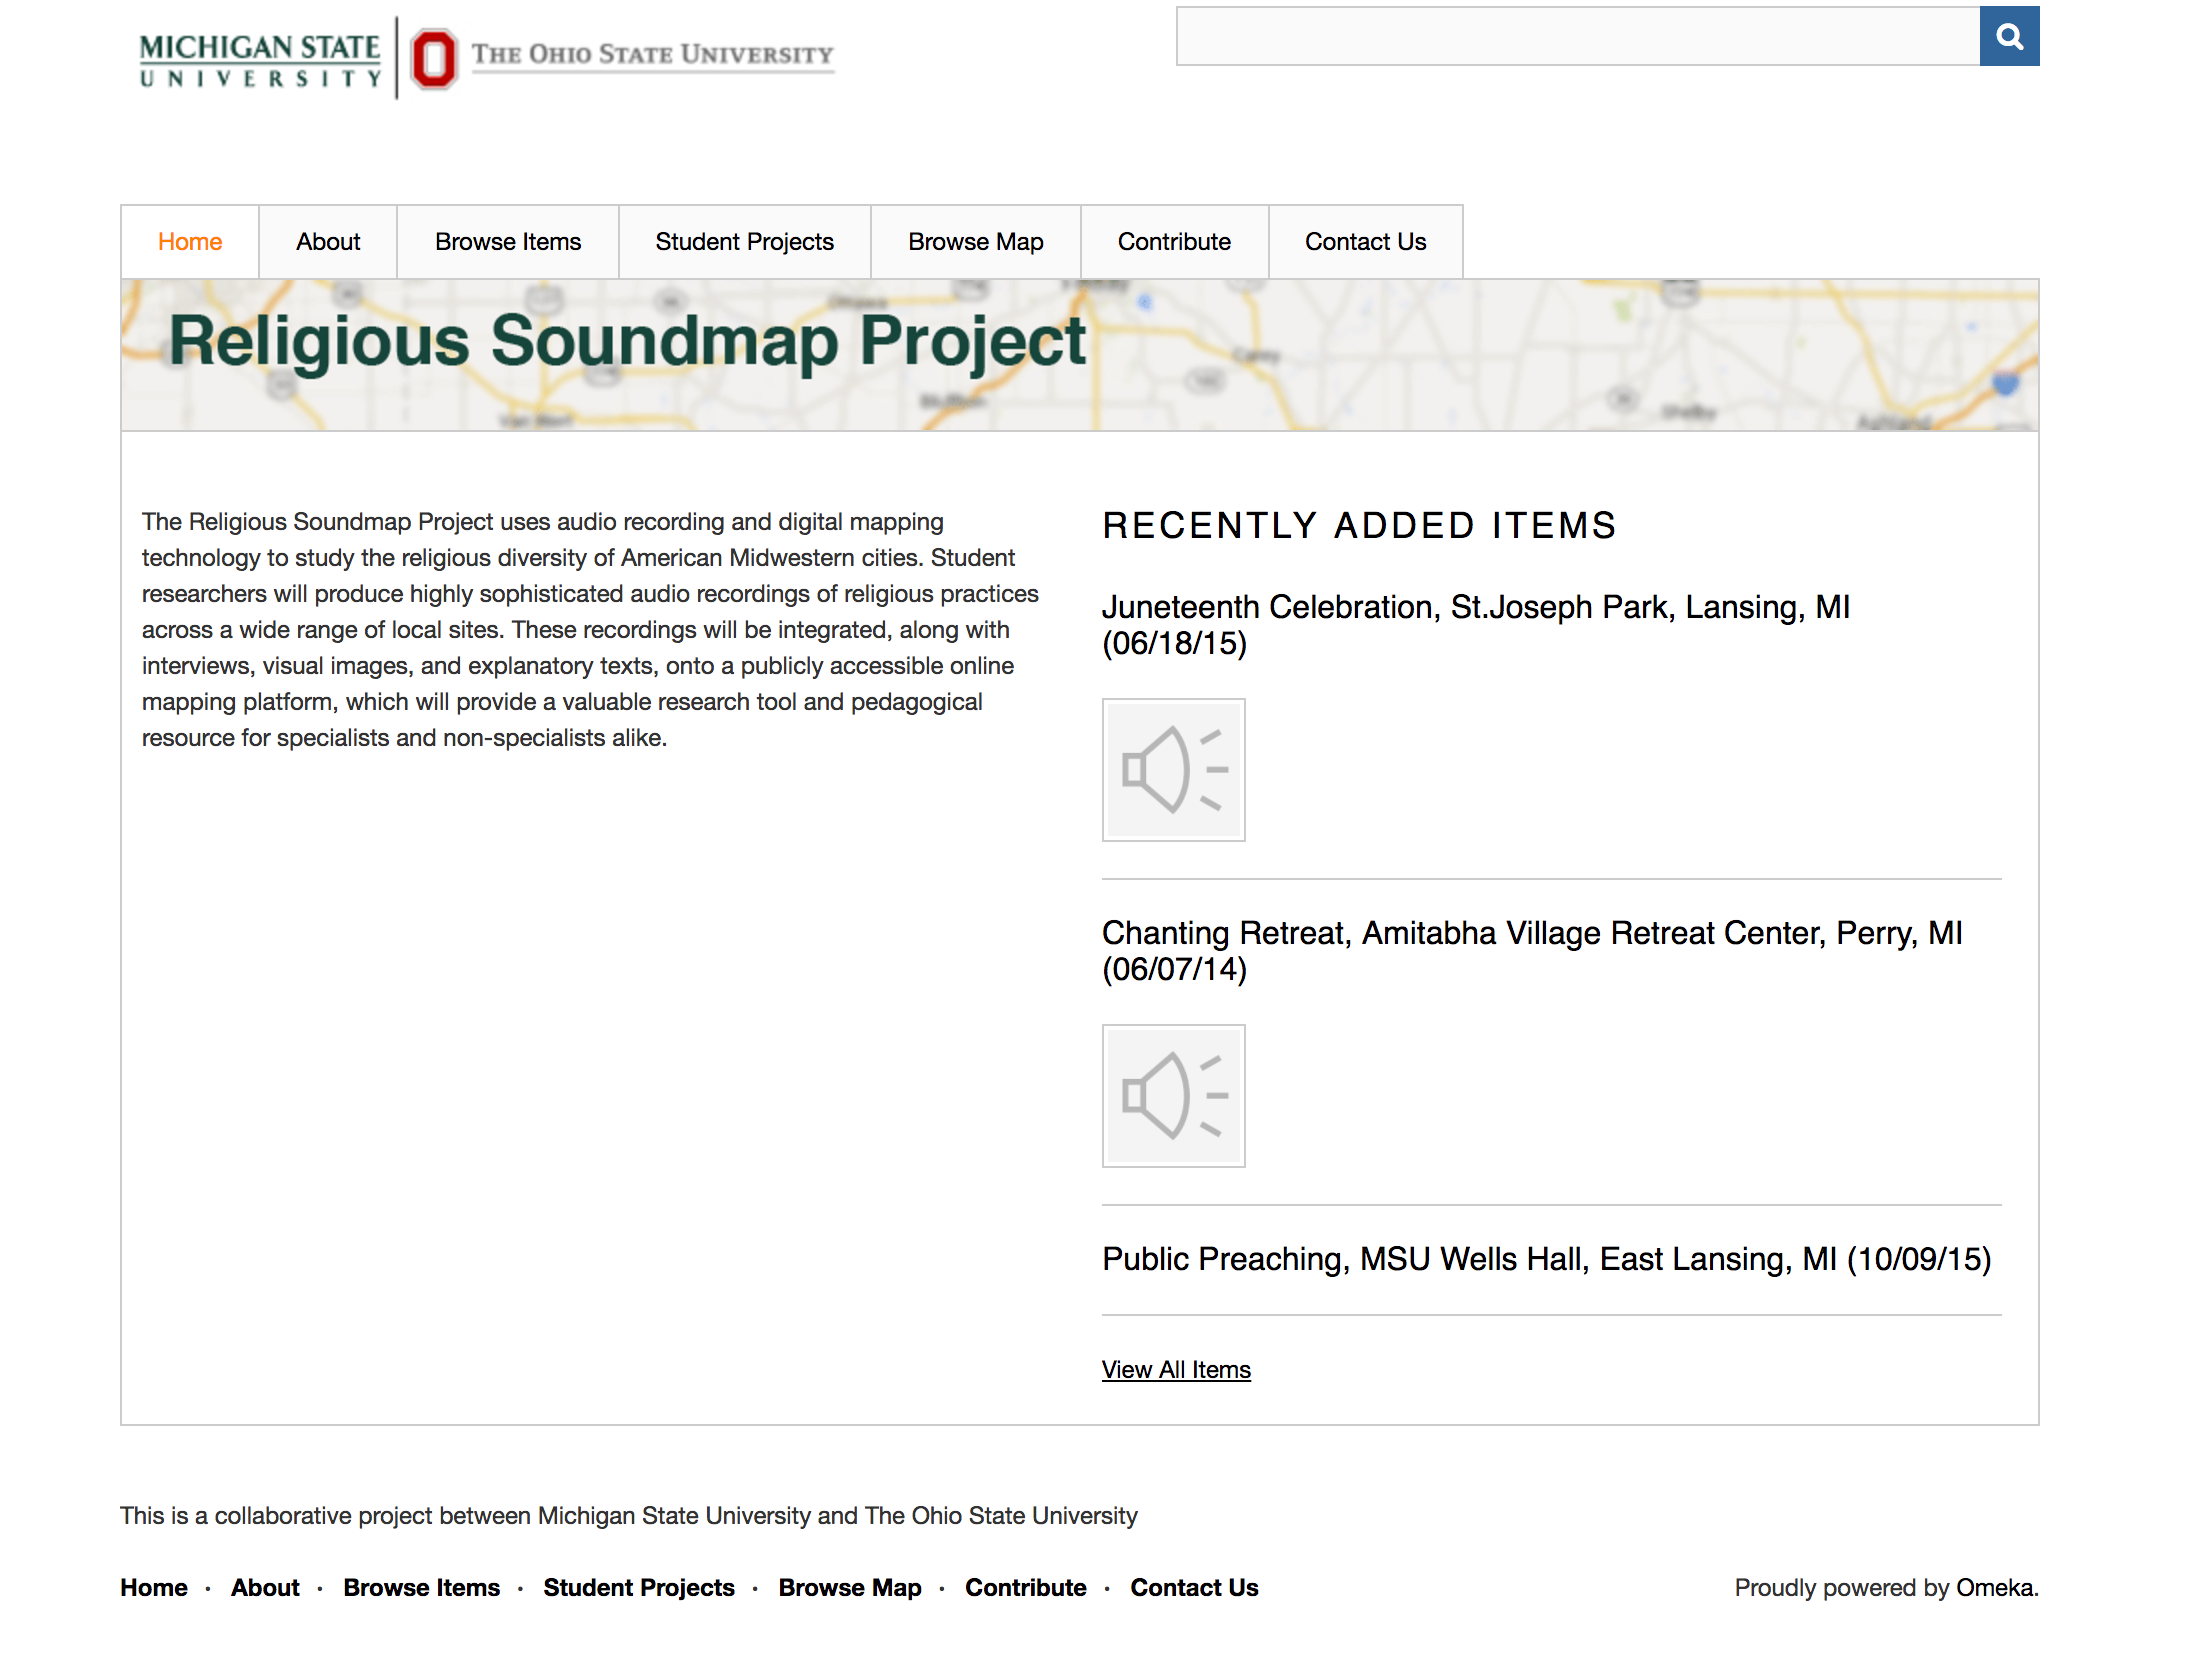 MICHIGAN STATE
UNIVERSITY
THE OHIO STATE UNIVERSITY
Home
About
Browse Items
Student Projects
Browse Map
Contribute
Contact Us
Religious Soundmap Project
Ottawa
Carey
Bluffton
Van Wert
Shelby
Ashland
The Religious Soundmap Project uses audio recording and digital mapping
technology to study the religious diversity of American Midwestern cities. Student
researchers will produce highly sophisticated audio recordings of religious practices
across a wide range of local sites. These recordings will be integrated, along with
interviews, visual images, and explanatory texts, onto a publicly accessible online
mapping platform, which will provide a valuable research tool and pedagogical
resource for specialists and non-specialists alike.
RECENTLY ADDED ITEMS
Juneteenth Celebration, St.Joseph Park, Lansing, MI
(06/18/15)
Chanting Retreat, Amitabha Village Retreat Center, Perry, MI
(06/07/14)
Public Preaching, MSU Wells Hall, East Lansing, MI (10/09/15)
View All Items
This is a collaborative project between Michigan State University and The Ohio State University
Home · About · Browse Items · Student Projects · Browse Map · Contribute · Contact Us
Proudly powered by Omeka.